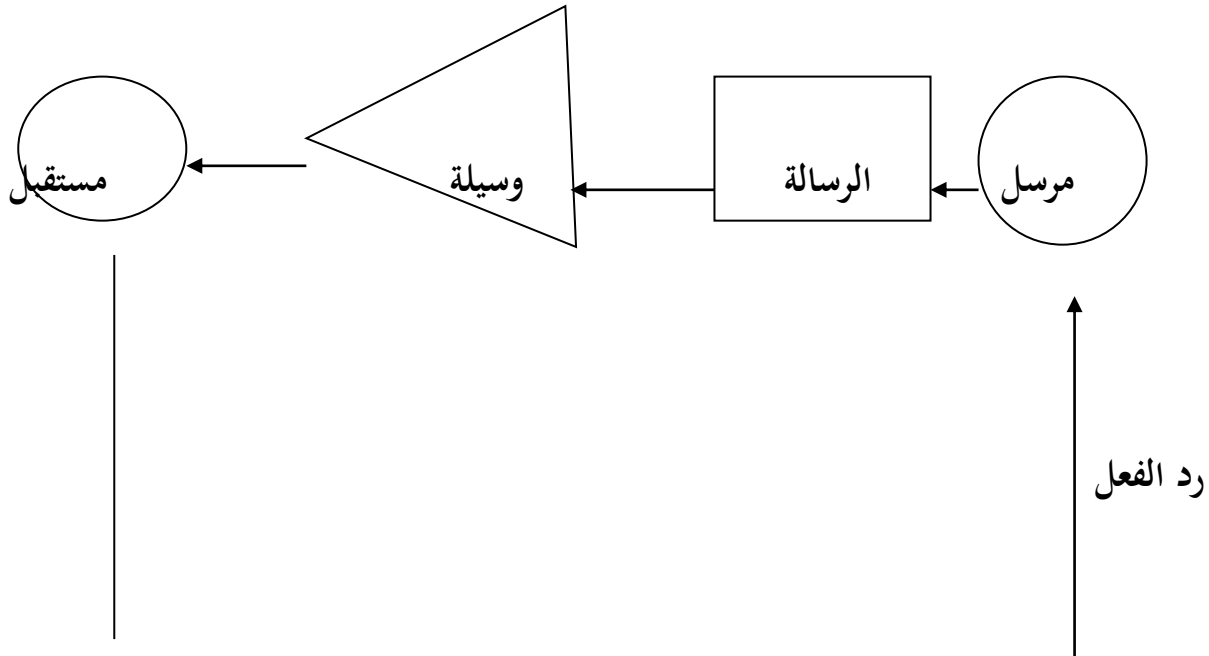 مرسل
الرسالة
وسيلة
مستقبل
رد الفعل